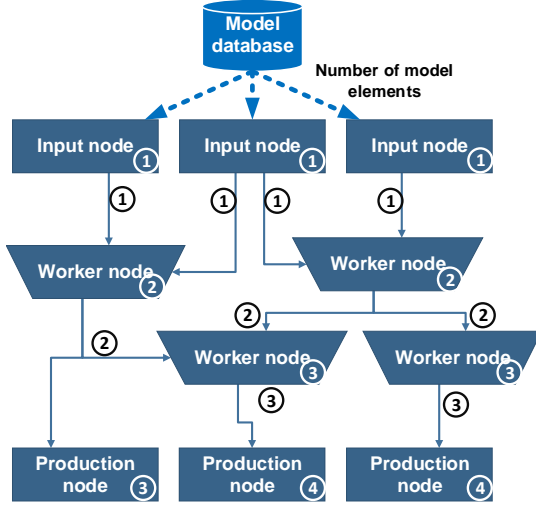 Model
database
Number of model
elements
Input node 1
Input node 1
Input node 1
1
1
1
1
Worker node 2
Worker node 2
2
2
2
Worker node 3
Worker node 3
3
3
Production
node 3
Production
node 4
Production
node 4